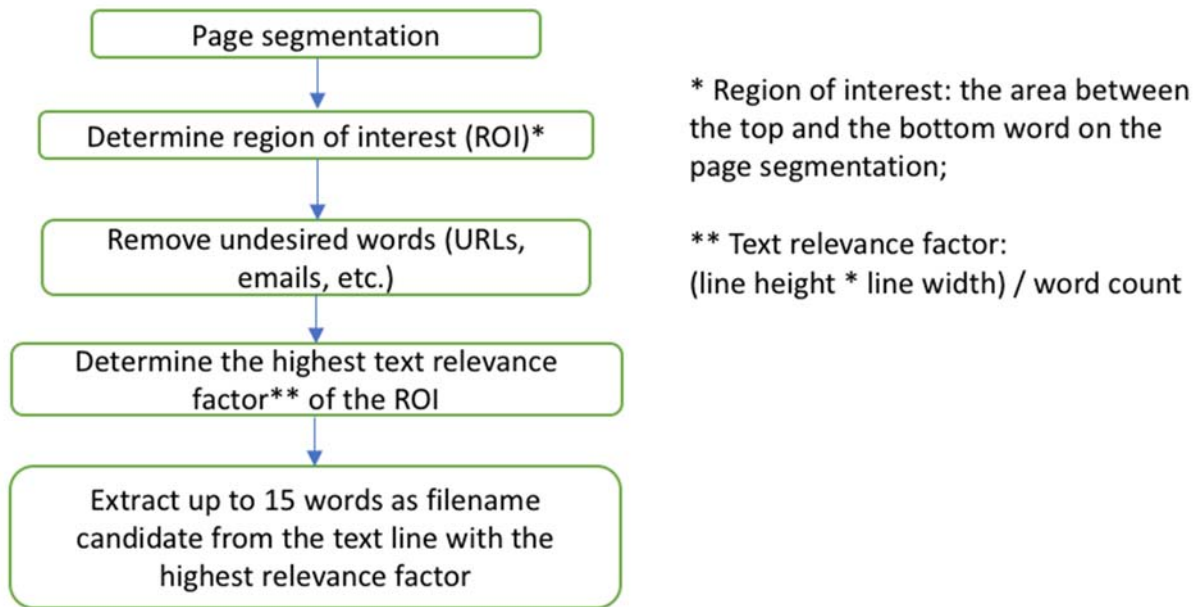 Page segmentation
Determine region of interest (ROI)*
Remove undesired words (URLs,
emails, etc.)
Determine the highest text relevance
factor** of the ROI
Extract up to 15 words as filename
candidate from the text line with the
highest relevance factor
* Region of interest: the area between
the top and the bottom word on the
page segmentation;
** Text relevance factor:
(line height * line width) / word count